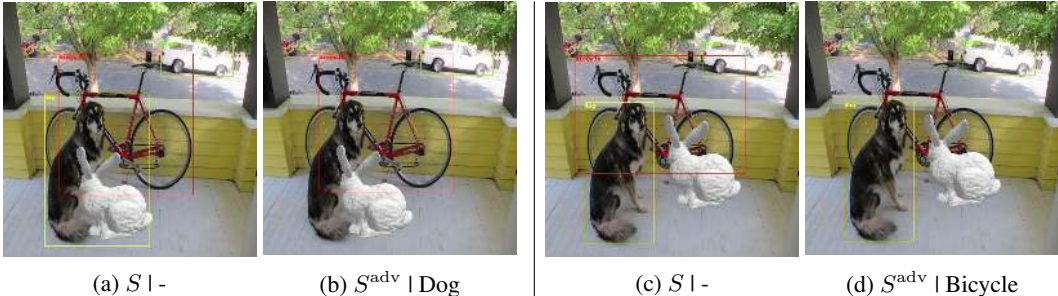 (a) S | -
(b) S^adv | Dog
(c) S | -
(d) S^adv | Bicycle